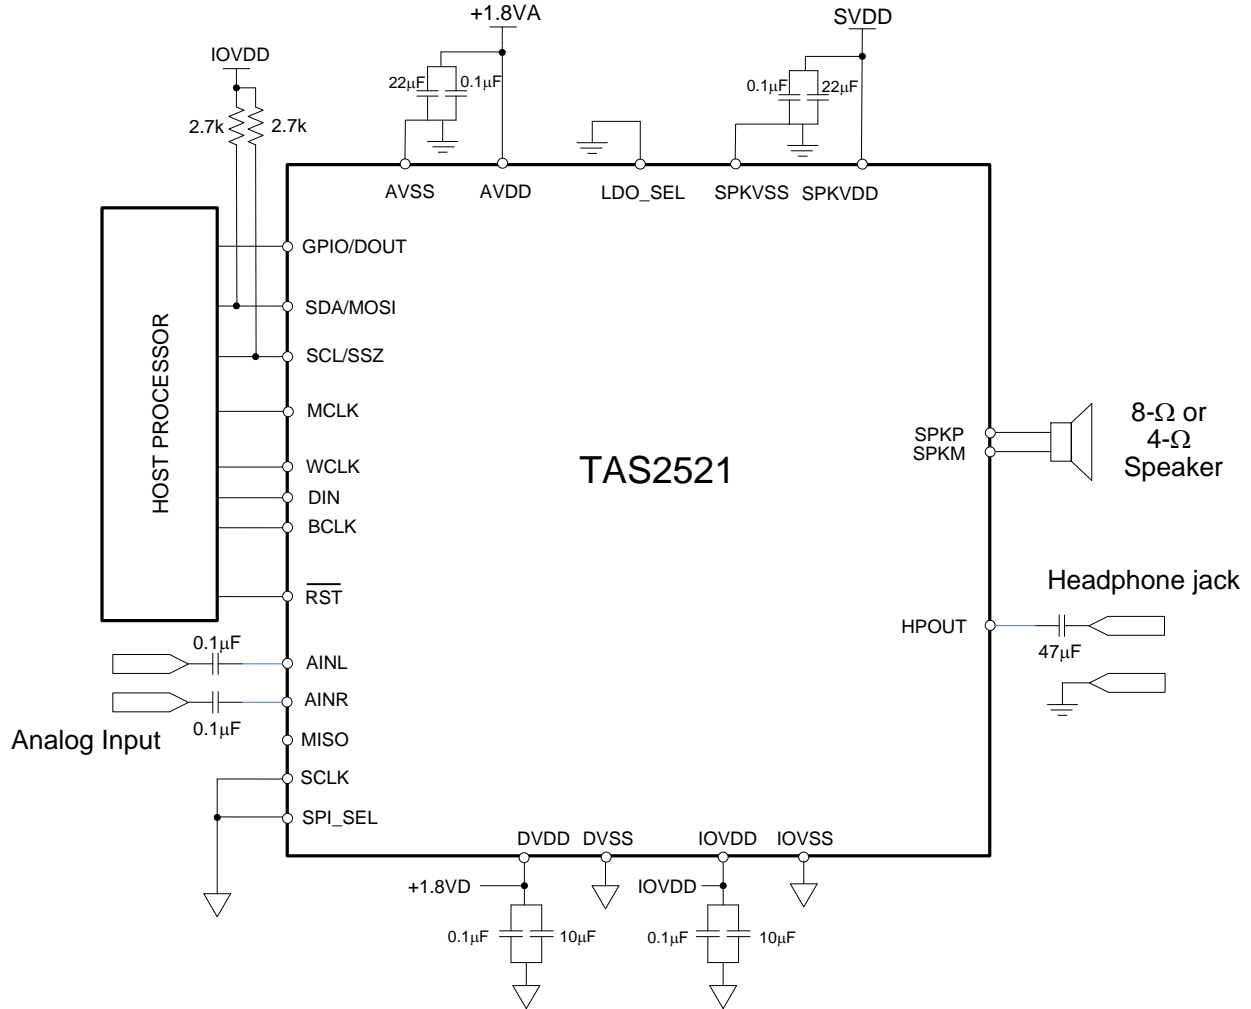 +1.8VA
SVDD
IOVDD
22μF
0.1μF
0.1μF
22μF
2.7k
2.7k
AVSS
AVDD
LDO_SEL
SPKVSS
SPKVDD
HOST PROCESSOR
GPIO/DOUT
SDA/MOSI
SCL/SSZ
MCLK
WCLK
DIN
BCLK
RST
TAS2521
SPKP
SPKM
8-Ω or
4-Ω
Speaker
Headphone jack
HPOUT
47μF
0.1μF
AINL
AINR
0.1μF
Analog Input
MISO
SCLK
SPI_SEL
DVDD
DVSS
IOVDD
IOVSS
+1.8VD
IOVDD
0.1μF
10μF
0.1μF
10μF